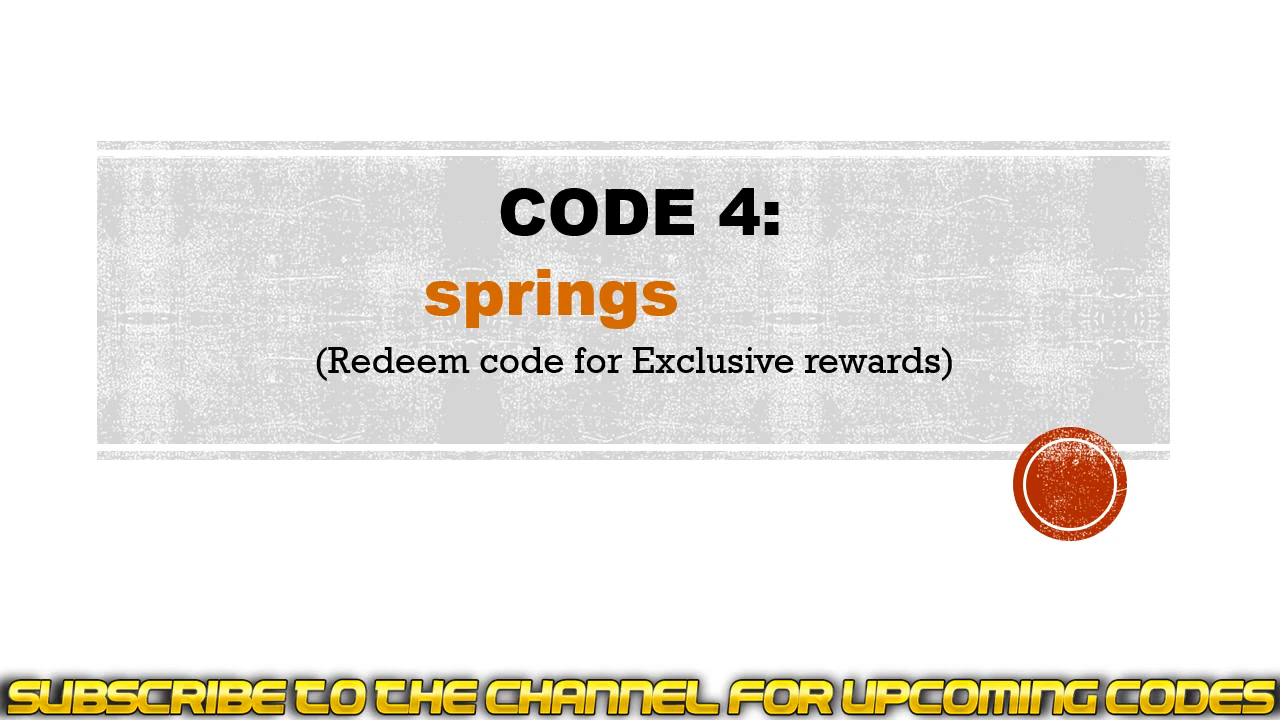 CODE 4:
springs
(Redeem code for Exclusive rewards)
SUBSCRIBE TO THE CHANNEL FOR UPCOMING CODES